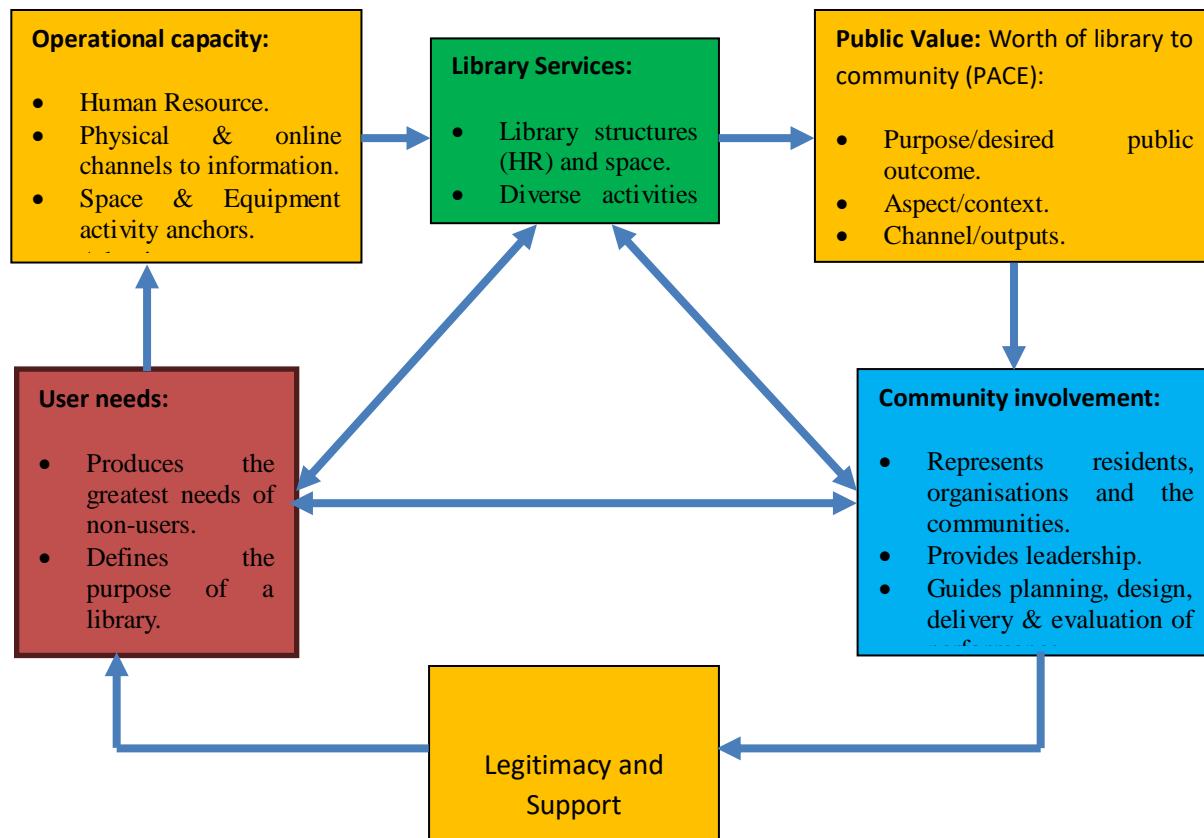 Operational capacity:
• Human Resource.
• Physical & online
channels to information.
• Space & Equipment
activity anchors.
Library Services:
• Library structures
(HR) and space.
• Diverse activities
Public Value: Worth of library to
community (PACE):
• Purpose/desired public
outcome.
• Aspect/context.
• Channel/outputs.
User needs:
• Produces the
greatest needs of
non-users.
• Defines the
purpose of a
library.
Community involvement:
• Represents residents,
organisations and the
communities.
• Provides leadership.
• Guides planning, design,
delivery & evaluation of
Legitimacy and
Support